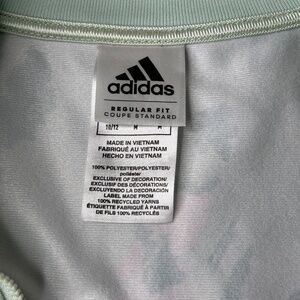 adidas
REGULAR FIT
COUPE STANDARD
10/12 M M
MADE IN VIETNAM
FABRIQUÉ AU VIETNAM
HECHO EN VIETNAM
100% POLYESTER/POLYESTER/
poliéster
EXCLUSIVE OF DECORATION/
EXCLUSIF DES DÉCORATIONS/
EXCLUYENDO LA DECORACIÓN
LABEL MADE FROM
100% RECYCLED YARNS
ÉTIQUETTE FABRIQUÉ À PARTIR
DE FILS 100% RECYCLÉS